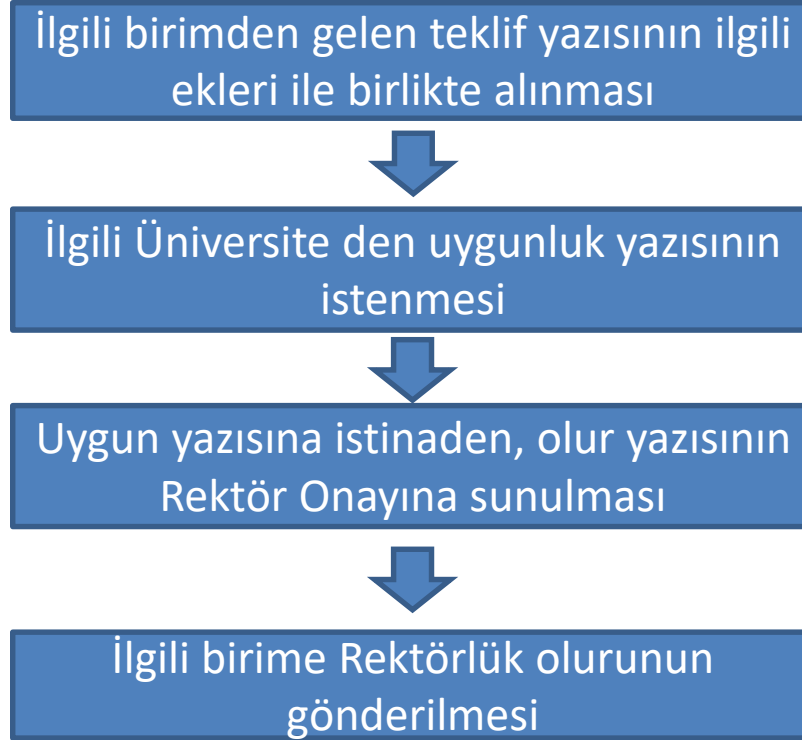 İlgili birimden gelen teklif yazısının ilgili
ekleri ile birlikte alınması
İlgili Üniversite den uygunluk yazısının
istenmesi
Uygun yazısına istinaden, olur yazısının
Rektör Onayına sunulması
İlgili birime Rektörlük olurunun
gönderilmesi